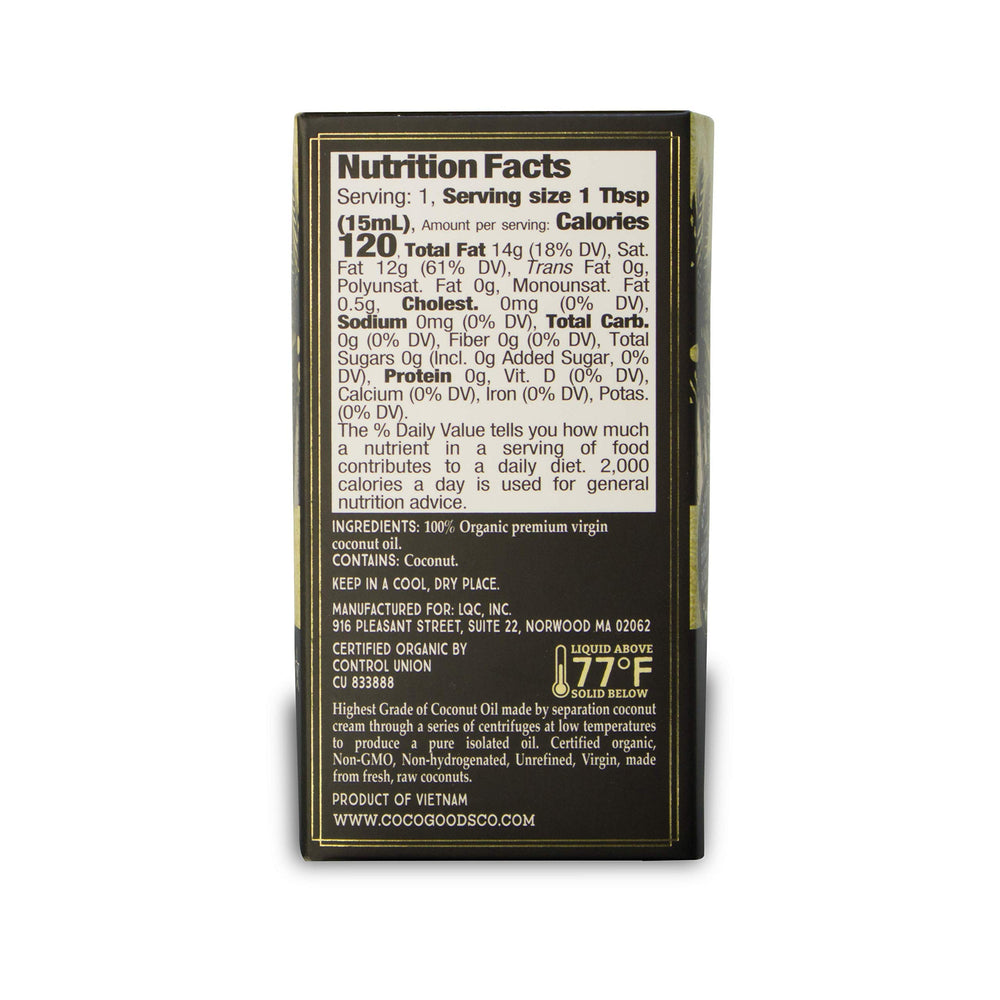 Nutrition Facts
Serving: 1, Serving size 1 Tbsp
(15mL), Amount per serving: Calories
120, Total Fat 14g (18% DV), Sat.
Fat 12g (61% DV), Trans Fat 0g,
Polyunsat. Fat 0g, Monounsat. Fat
0.5g, Cholest. 0mg (0% DV),
Sodium 0mg (0% DV), Total Carb.
0g (0% DV), Fiber 0g (0% DV), Total
Sugars 0g (Incl. 0g Added Sugar, 0%
DV), Protein 0g, Vit. D (0% DV),
Calcium (0% DV), Iron (0% DV), Potas.
(0% DV).
The % Daily Value tells you how much
a nutrient in a serving of food
contributes to a daily diet. 2,000
calories a day is used for general
nutrition advice.
INGREDIENTS: 100% Organic premium virgin
coconut oil.
CONTAINS: Coconut.
KEEP IN A COOL, DRY PLACE.
MANUFACTURED FOR: LQC, INC.
916 PLEASANT STREET, SUITE 22, NORWOOD MA 02062
CERTIFIED ORGANIC BY
CONTROL UNION
CU 833888
LIQUID ABOVE
77°F
SOLID BELOW
Highest Grade of Coconut Oil made by separation coconut
cream through a series of centrifuges at low temperatures
to produce a pure isolated oil. Certified organic,
Non-GMO, Non-hydrogenated, Unrefined, Virgin, made
from fresh, raw coconuts.
PRODUCT OF VIETNAM
WWW.COCOGOODSCO.COM